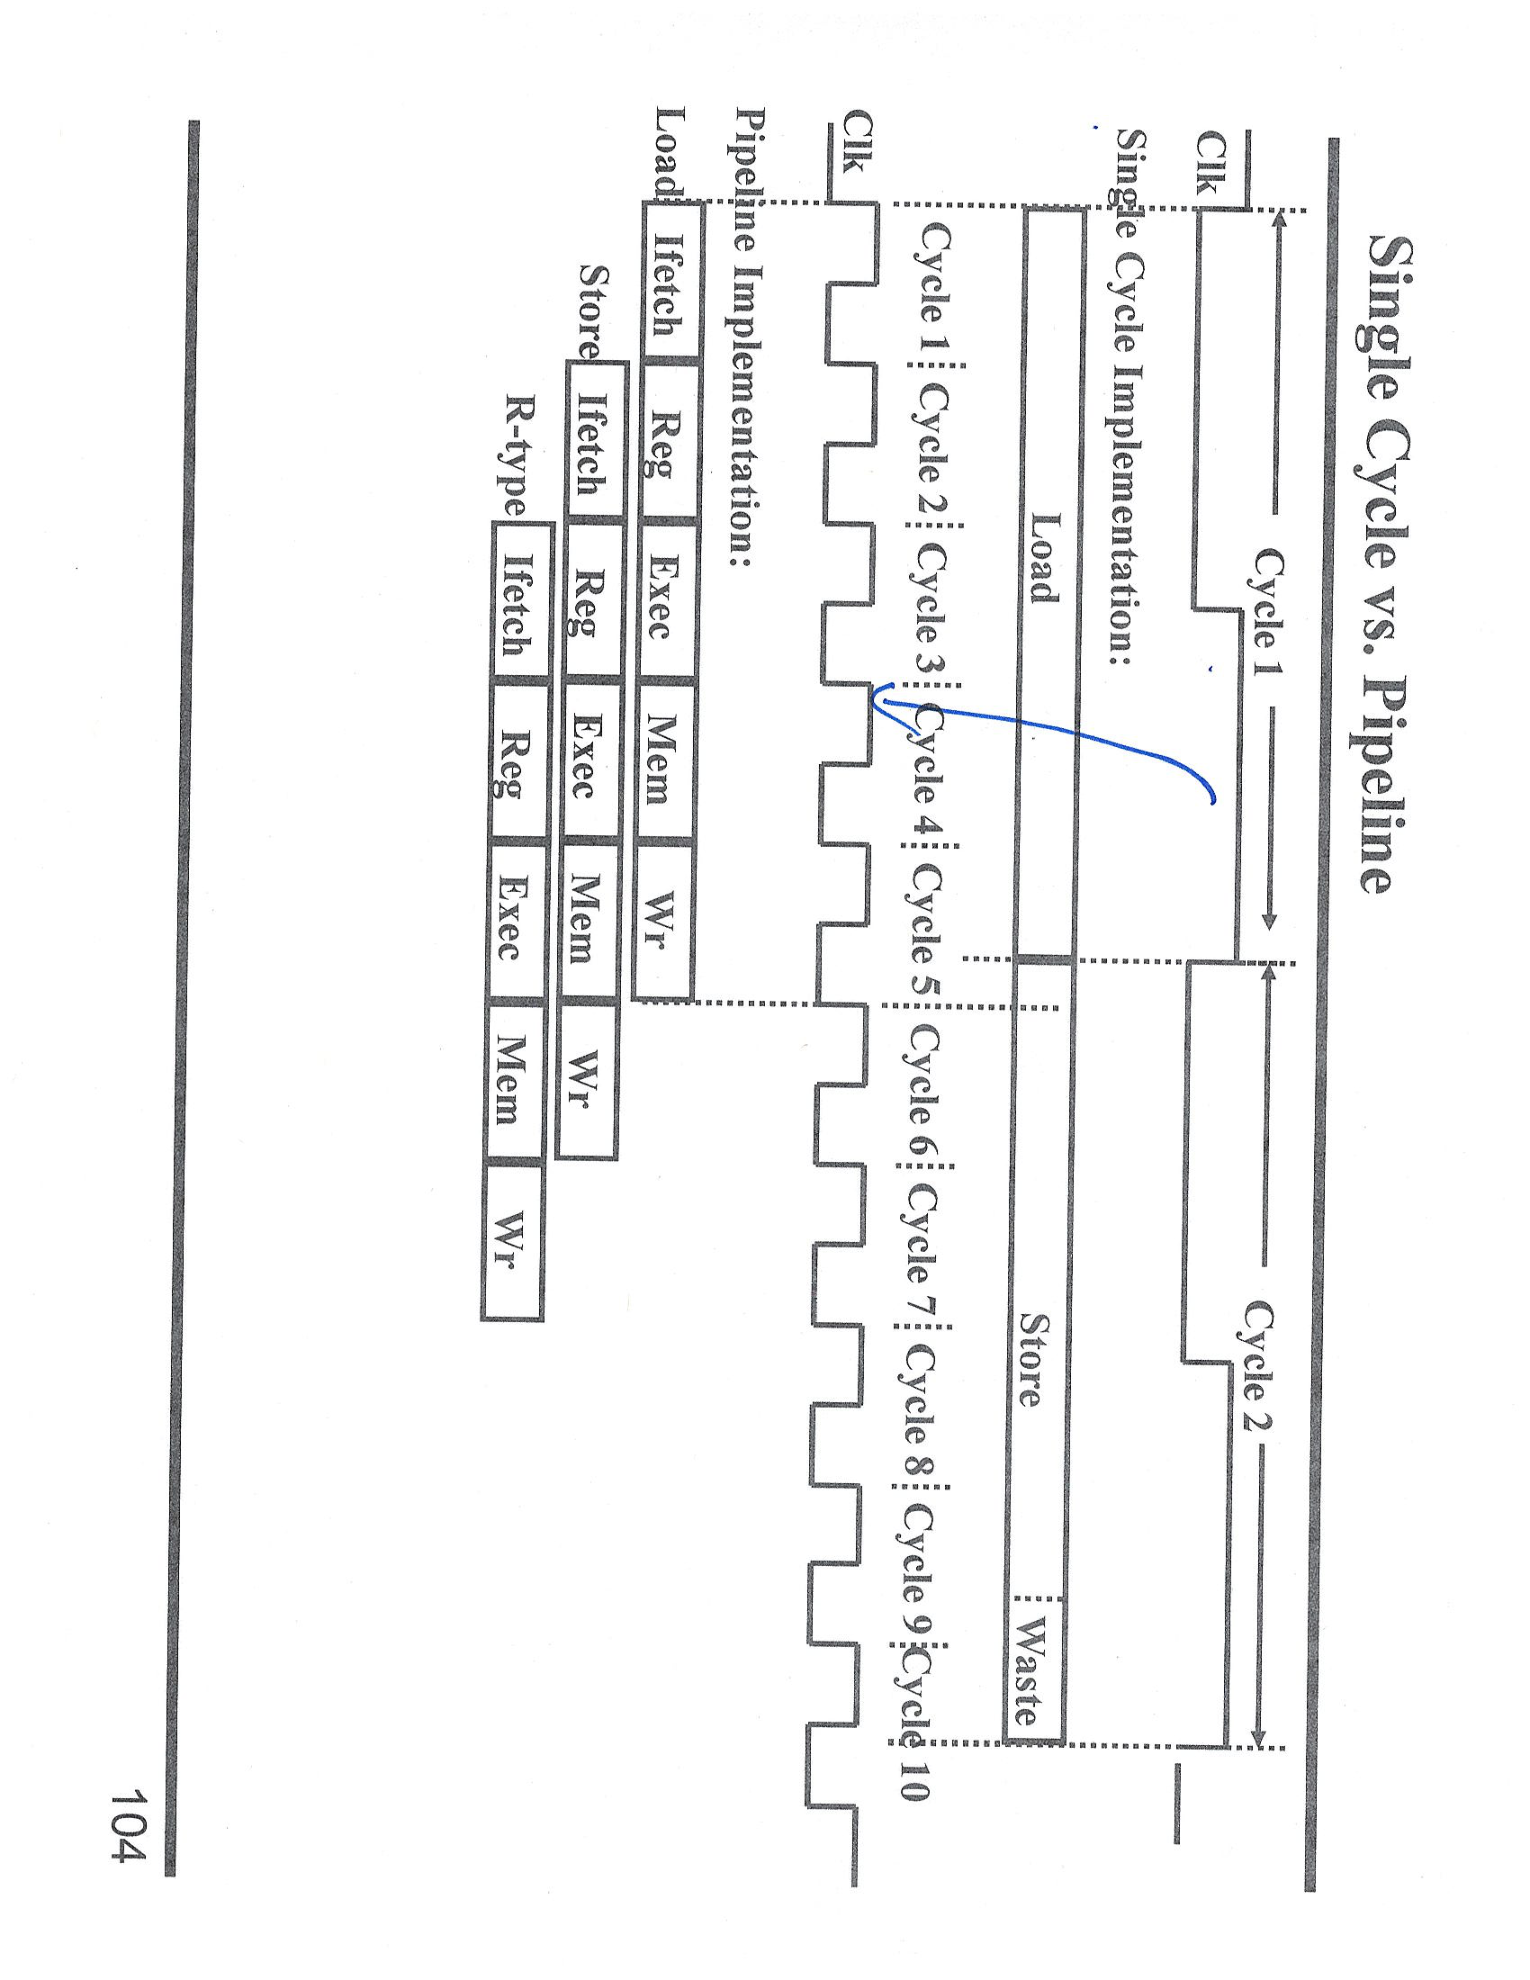 Single Cycle vs. Pipeline
Cycle 1 Cycle 2
Clk
Single Cycle Implementation:
Load Store Waste
Cycle 1 Cycle 2 Cycle 3 Cycle 4 Cycle 5 Cycle 6 Cycle 7 Cycle 8 Cycle 9 Cycle 10
Clk
Pipeline Implementation:
Load Ifetch Reg Exec Mem Wr
Store Ifetch Reg Exec Mem Wr
R-type Ifetch Reg Exec Mem Wr
104